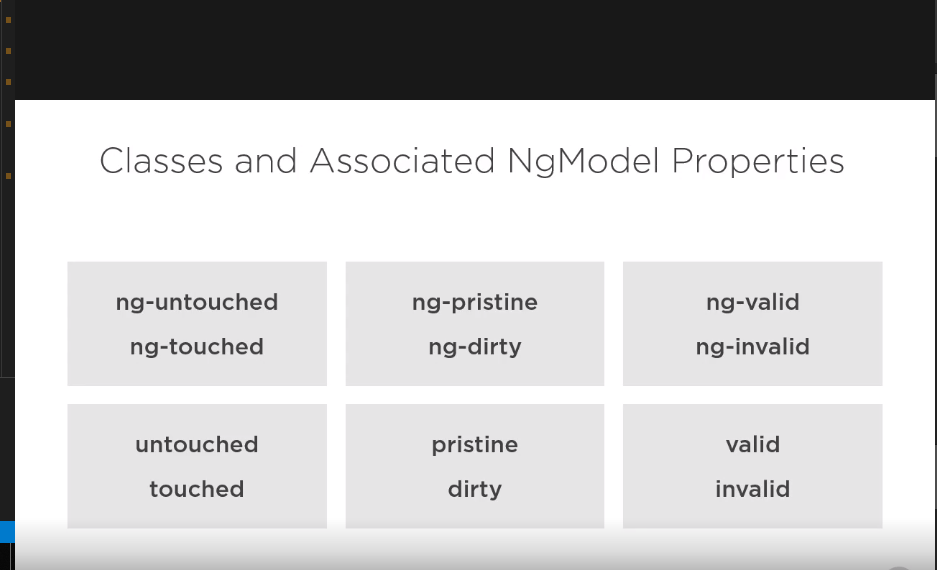 Classes and Associated NgModel Properties
ng-untouched
ng-touched
ng-pristine
ng-dirty
ng-valid
ng-invalid
untouched
touched
pristine
dirty
valid
invalid